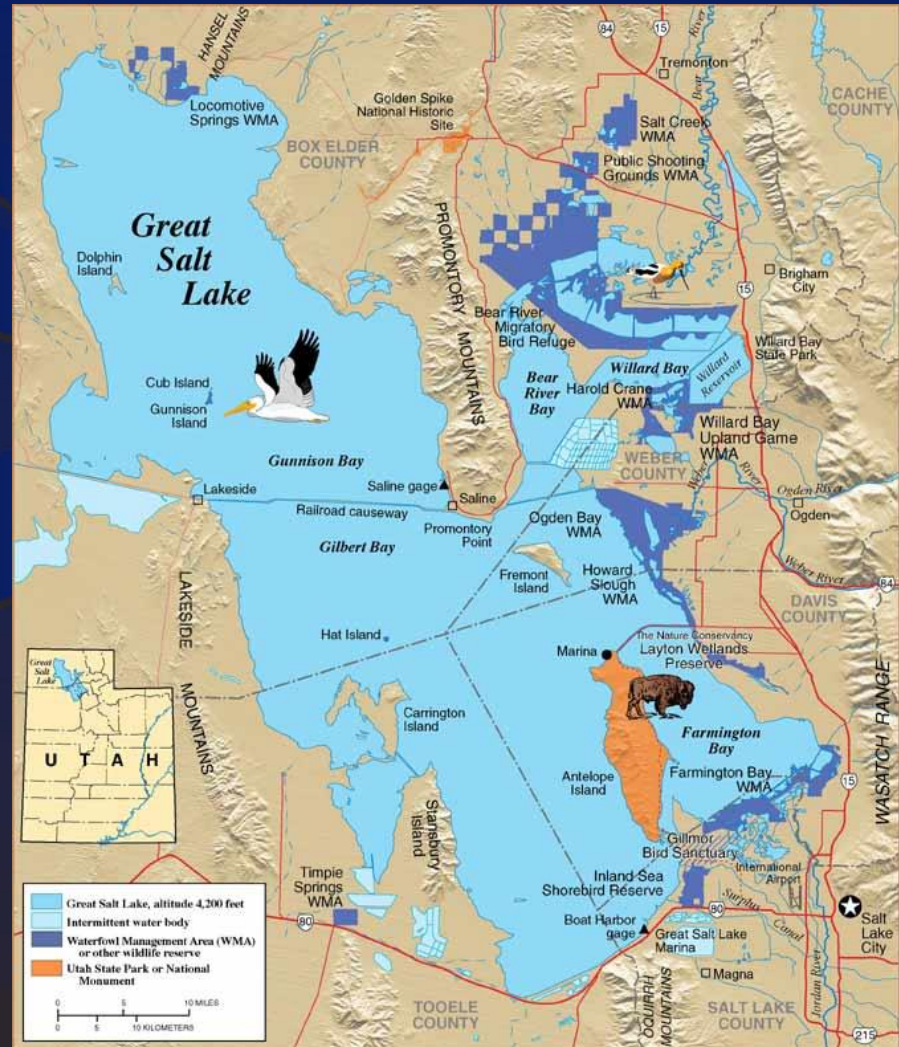 HANSEL
MOUNTAINS
84
15
River
Bear
Tremonton
CACHE
COUNTY
Locomotive
Springs WMA
Golden Spike
National Historic
Site
BOX ELDER
COUNTY
Salt Creek
WMA
Public Shooting
Grounds WMA
Great
Salt
Lake
PROMONTORY
MOUNTAINS
Dolphin
Island
Brigham
City
15
Bear River
Migratory
Bird Refuge
Willard Bay
State Park
Willard
Reservoir
Willard Bay
Bear
River
Bay
Harold Crane
WMA
Cub Island
Gunnison
Island
Willard Bay
Upland Game
WMA
WEBER
COUNTY
Weber
River
Gunnison Bay
Saline gage
Saline
Lakeside
Railroad causeway
Promontory
Point
Ogden River
Ogden
Ogden Bay
WMA
Gilbert Bay
Weber River
84
Fremont
Island
Howard
Slough
WMA
DAVIS
COUNTY
LAKESIDE
MOUNTAINS
Hat Island
Marina
The Nature Conservancy
Layton Wellands
Preserve
WASATCH RANGE
Great
Salt
Lake
UTAH
Carrington
Island
Farmington
Bay
Antelope
Island
Farmington Bay
WMA
15
Stansbury
Island
Gillmor
Bird Sanctuary
International
Airport
Timpie
Springs
WMA
Inland Sea
Shorebird Reserve
80
80
Surplus
Canal
Boat Harbor
gage
Great Salt Lake
Marina
Salt
Lake
City
Magna
Jordan River
OQUIRRH
MOUNTAINS
TOOELE
COUNTY
SALT LAKE
COUNTY
215
Great Salt Lake, altitude 4,200 feet
Intermittent water body
Waterfowl Management Area (WMA)
or other wildlife reserve
Utah State Park or National
Monument
0 5 10 MILES
0 5 10 KILOMETERS